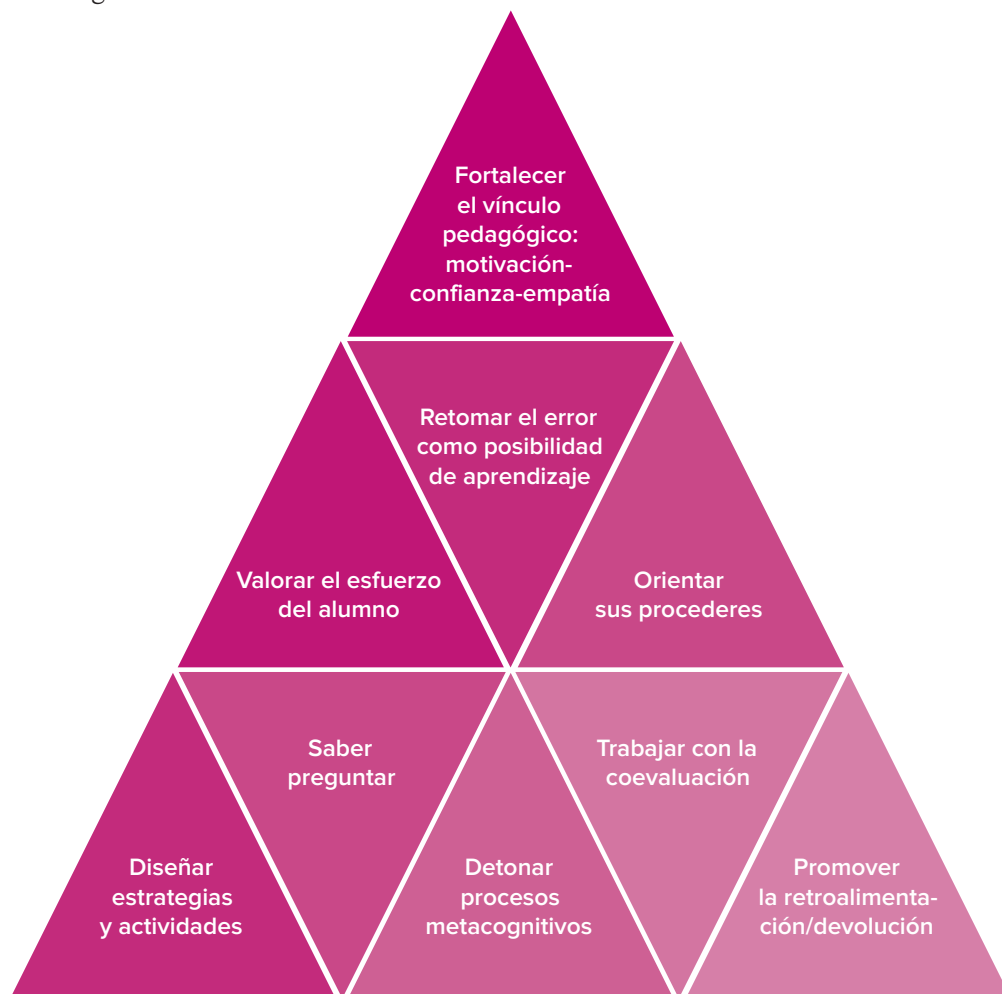 Fortalecer
el vínculo
pedagógico:
motivación-
confianza-empatía
Retomar el error
como posibilidad
de aprendizaje
Valorar el esfuerzo
del alumno
Orientar
sus procederes
Saber
preguntar
Trabajar con la
coevaluación
Diseñar
estrategias
y actividades
Detonar
procesos
metacognitivos
Promover
la retroalimenta-
ción/devolución